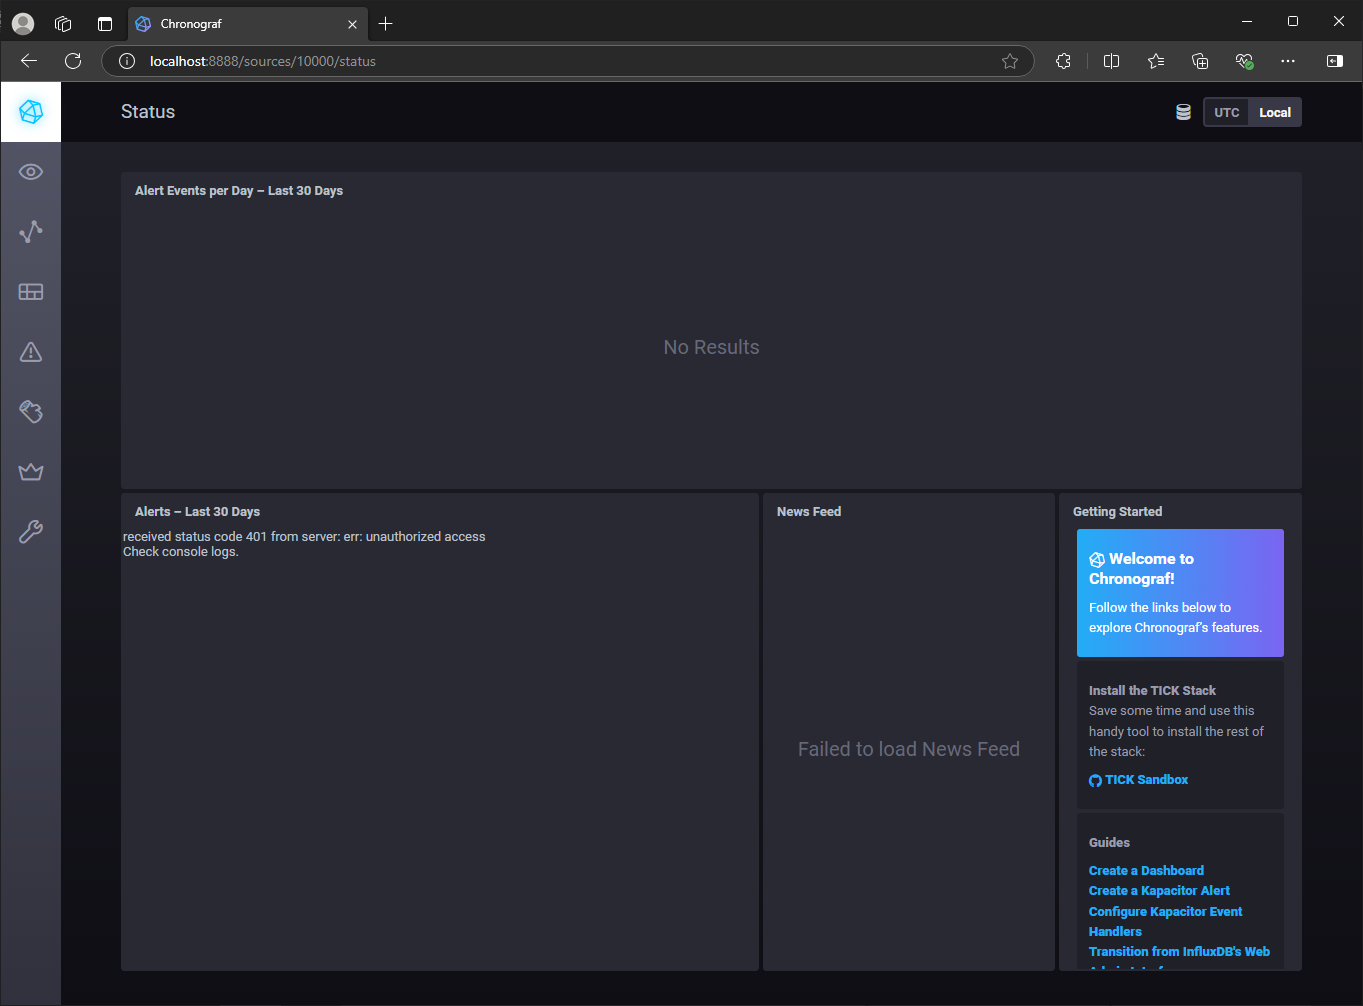 Chronograf
localhost:8888/sources/10000/status
Status
UTC Local
Alert Events per Day – Last 30 Days
No Results
Alerts – Last 30 Days
received status code 401 from server: err: unauthorized access
Check console logs.
News Feed
Failed to load News Feed
Getting Started
Welcome to
Chronograf!
Follow the links below to
explore Chronograf's features.
Install the TICK Stack
Save some time and use this
handy tool to install the rest of
the stack:
TICK Sandbox
Guides
Create a Dashboard
Create a Kapacitor Alert
Configure Kapacitor Event
Handlers
Transition from InfluxDB's Web